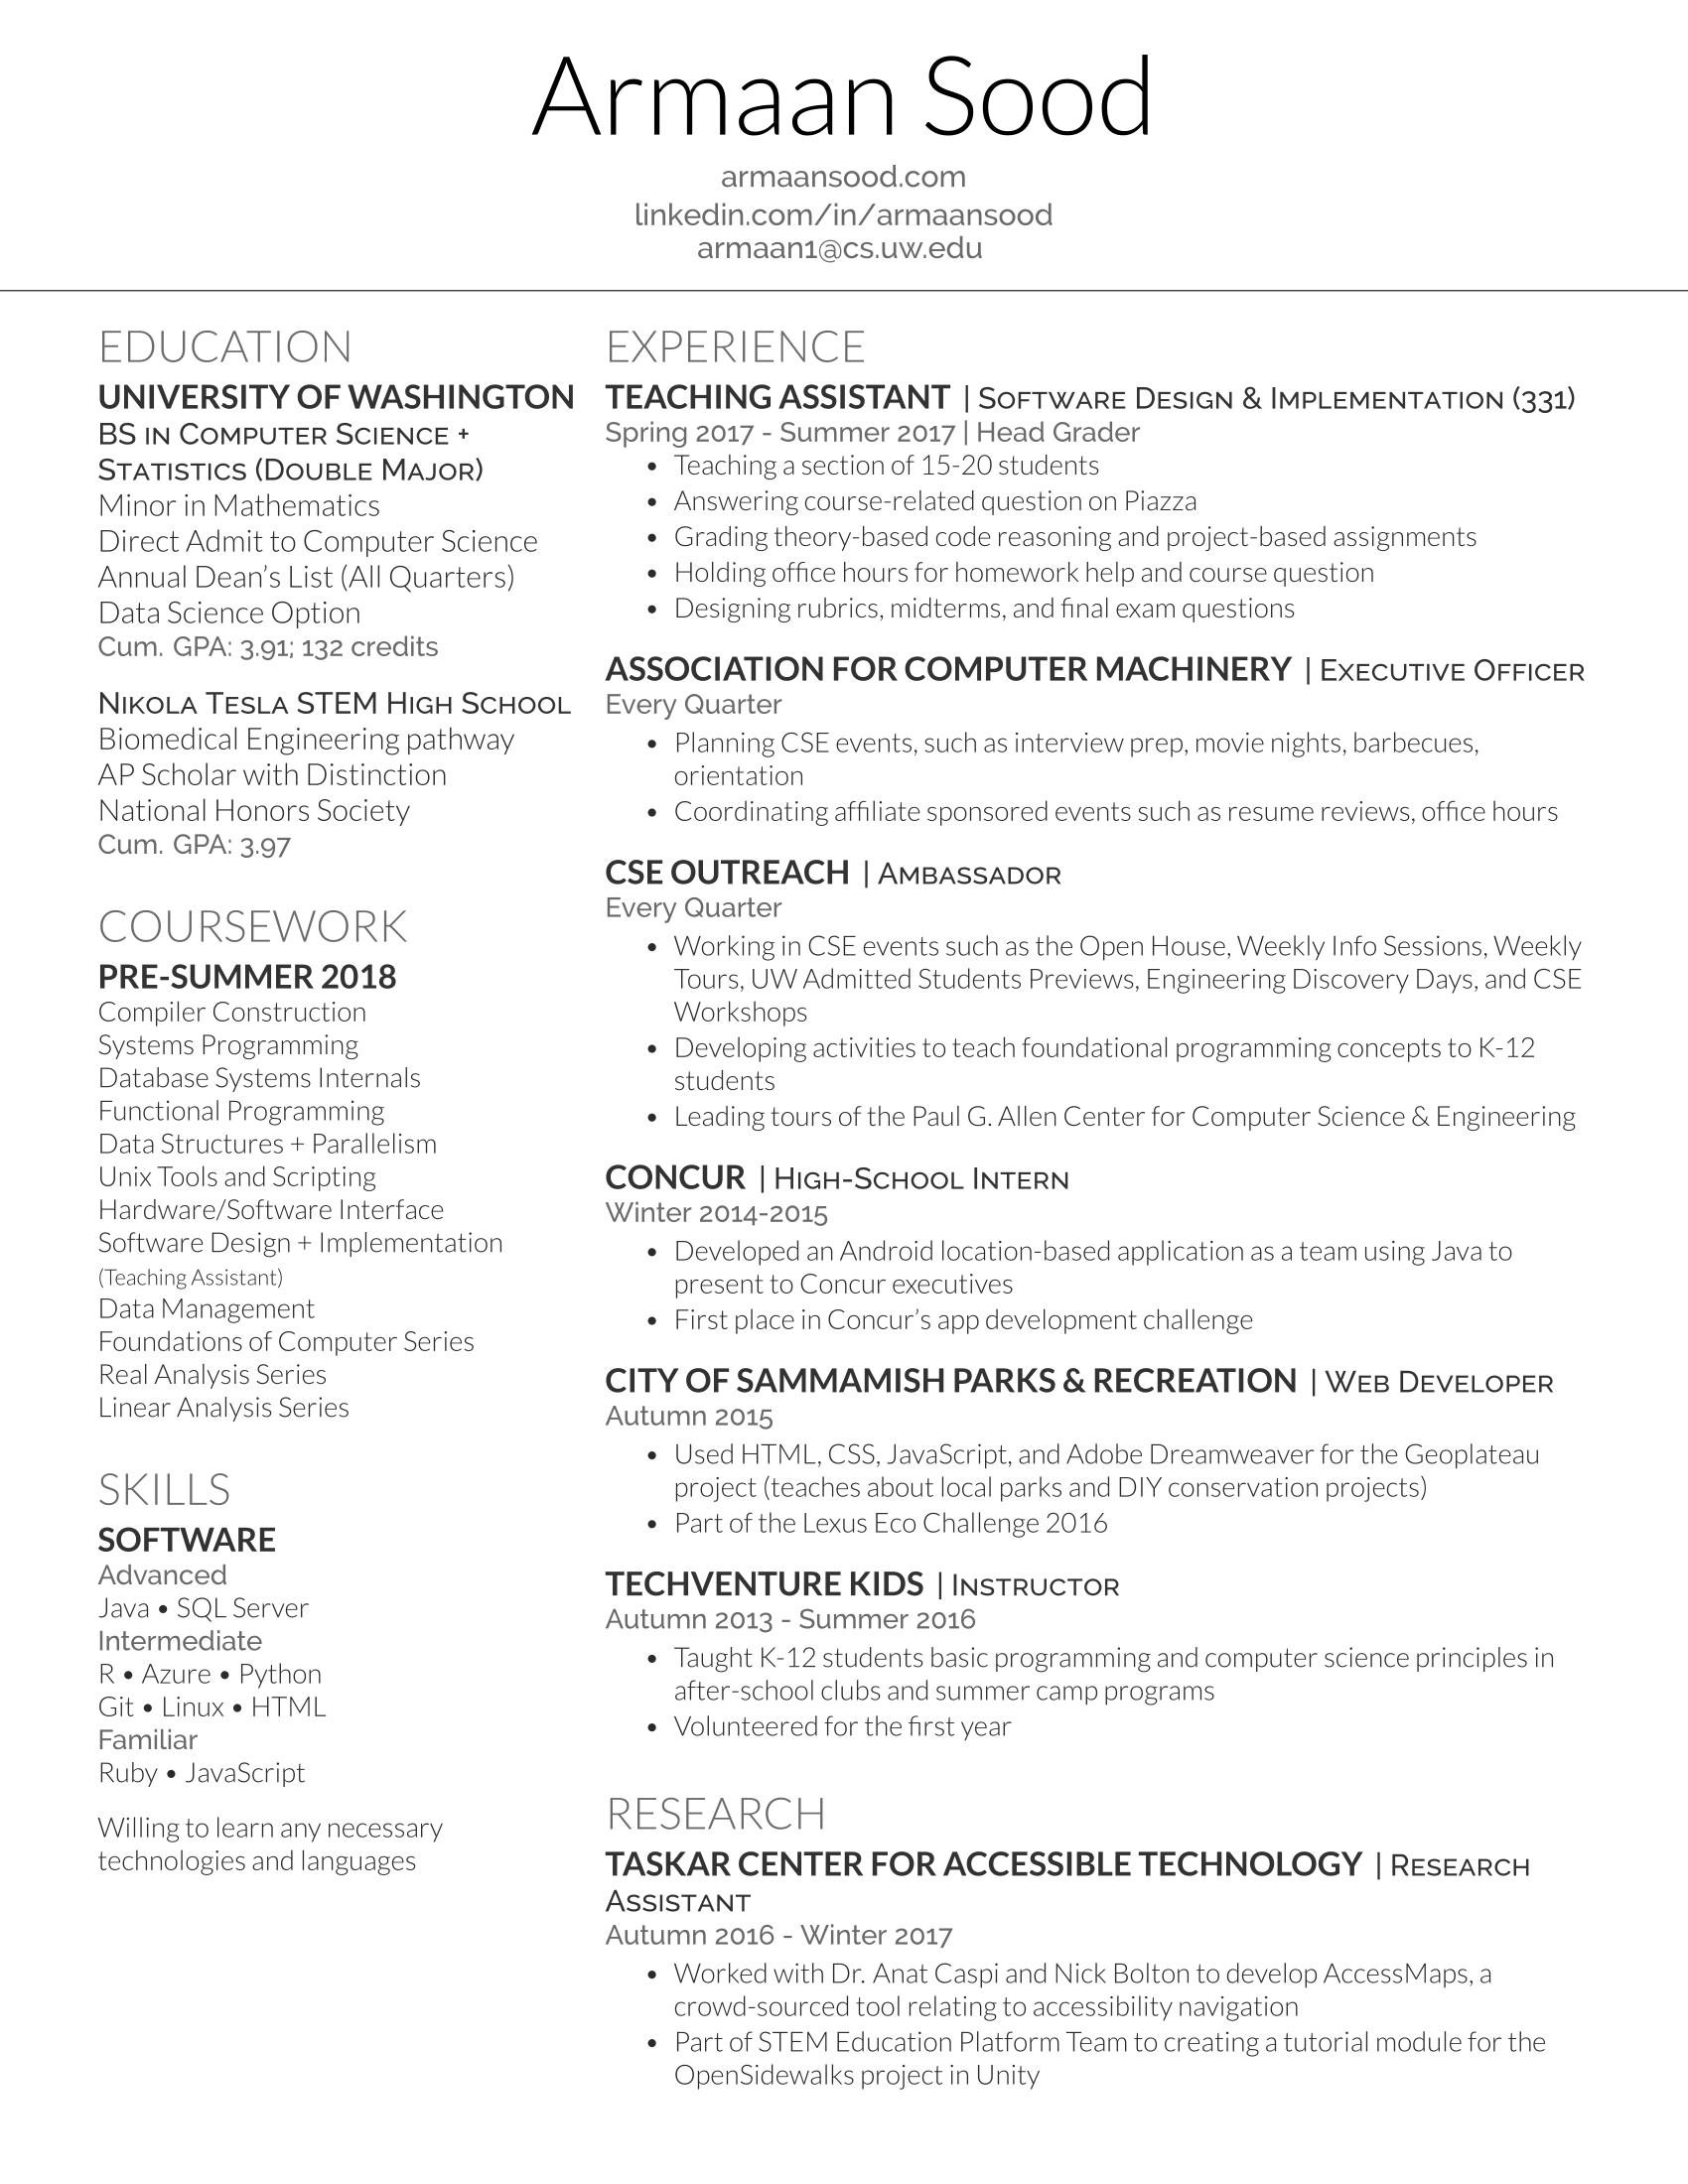 Armaan Sood
armaansood.com
linkedin.com/in/armaansood
armaan1@cs.uw.edu
EDUCATION
UNIVERSITY OF WASHINGTON
BS in Computer Science +
Statistics (Double Major)
Minor in Mathematics
Direct Admit to Computer Science
Annual Dean's List (All Quarters)
Data Science Option
Cum. GPA: 3.91; 132 credits
Nikola Tesla STEM High School
Biomedical Engineering pathway
AP Scholar with Distinction
National Honors Society
Cum. GPA: 3.97
COURSEWORK
PRE-SUMMER 2018
Compiler Construction
Systems Programming
Database Systems Internals
Functional Programming
Data Structures + Parallelism
Unix Tools and Scripting
Hardware/Software Interface
Software Design + Implementation
(Teaching Assistant)
Data Management
Foundations of Computer Series
Real Analysis Series
Linear Analysis Series
SKILLS
SOFTWARE
Advanced
Java • SQL Server
Intermediate
R • Azure • Python
Git • Linux • HTML
Familiar
Ruby • JavaScript
Willing to learn any necessary
technologies and languages
EXPERIENCE
TEACHING ASSISTANT | Software Design & Implementation (331)
Spring 2017 - Summer 2017 | Head Grader
• Teaching a section of 15-20 students
• Answering course-related question on Piazza
• Grading theory-based code reasoning and project-based assignments
• Holding office hours for homework help and course question
• Designing rubrics, midterms, and final exam questions
ASSOCIATION FOR COMPUTER MACHINERY | Executive Officer
Every Quarter
• Planning CSE events, such as interview prep, movie nights, barbecues,
orientation
• Coordinating affiliate sponsored events such as resume reviews, office hours
CSE OUTREACH | Ambassador
Every Quarter
• Working in CSE events such as the Open House, Weekly Info Sessions, Weekly
Tours, UW Admitted Students Previews, Engineering Discovery Days, and CSE
Workshops
• Developing activities to teach foundational programming concepts to K-12
students
• Leading tours of the Paul G. Allen Center for Computer Science & Engineering
CONCUR | High-School Intern
Winter 2014-2015
• Developed an Android location-based application as a team using Java to
present to Concur executives
• First place in Concur's app development challenge
CITY OF SAMMAMISH PARKS & RECREATION | Web Developer
Autumn 2015
• Used HTML, CSS, JavaScript, and Adobe Dreamweaver for the Geoplateau
project (teaches about local parks and DIY conservation projects)
• Part of the Lexus Eco Challenge 2016
TECHVENTURE KIDS | Instructor
Autumn 2013 - Summer 2016
• Taught K-12 students basic programming and computer science principles in
after-school clubs and summer camp programs
• Volunteered for the first year
RESEARCH
TASKAR CENTER FOR ACCESSIBLE TECHNOLOGY | Research
Assistant
Autumn 2016 - Winter 2017
• Worked with Dr. Anat Caspi and Nick Bolton to develop AccessMaps, a
crowd-sourced tool relating to accessibility navigation
• Part of STEM Education Platform Team to creating a tutorial module for the
OpenSidewalks project in Unity